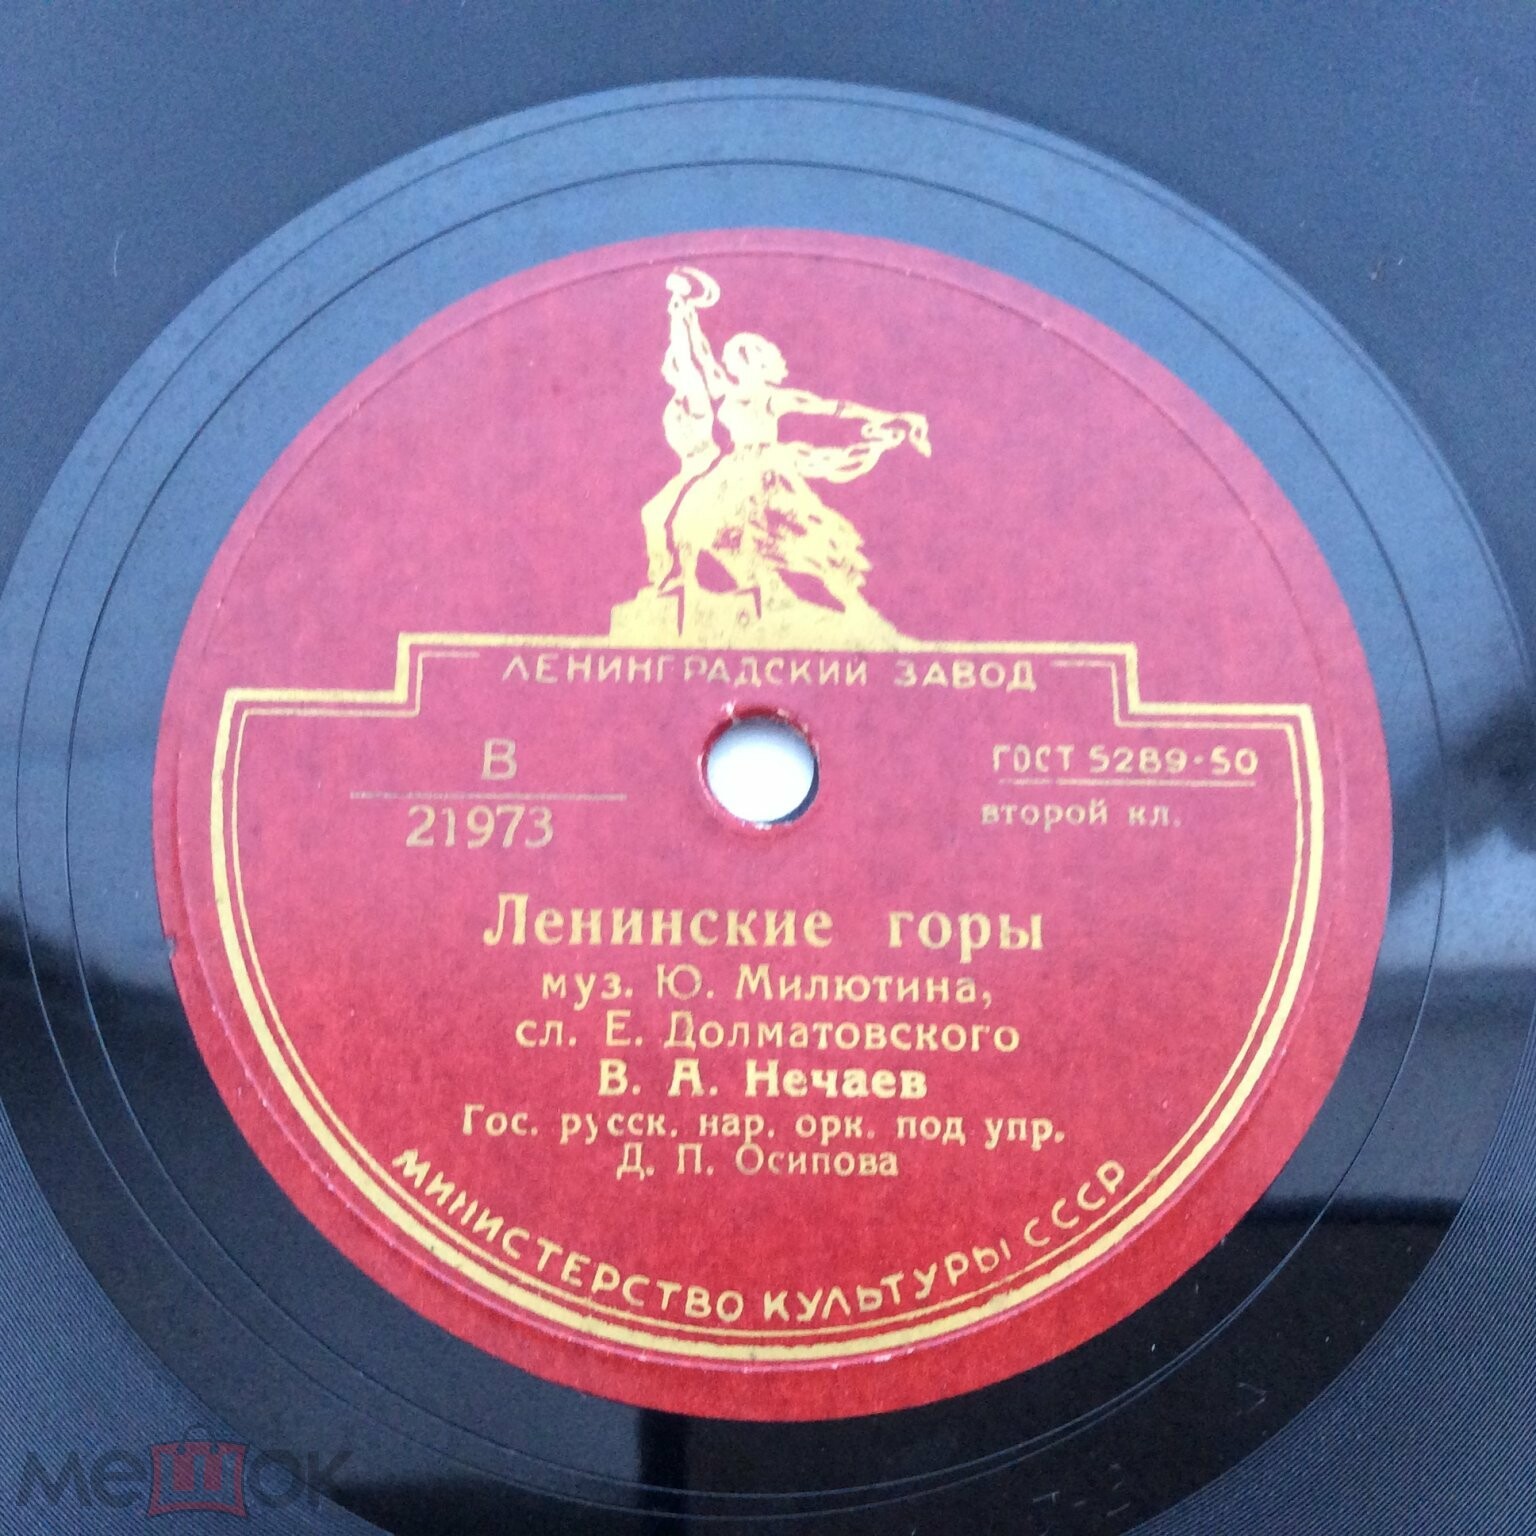 ЛЕНИНГРАДСКИЙ ЗАВОД
В
21973
ГОСТ 5289-50
второй кл.
Ленинские горы
муз. Ю. Милютина,
сл. Е. Долматовского
В. А. Нечаев
Гос. русск. нар. орк. под упр.
Д. П. Осипова
МИНИСТЕРСТВО КУЛЬТУРЫ СССР
мешок